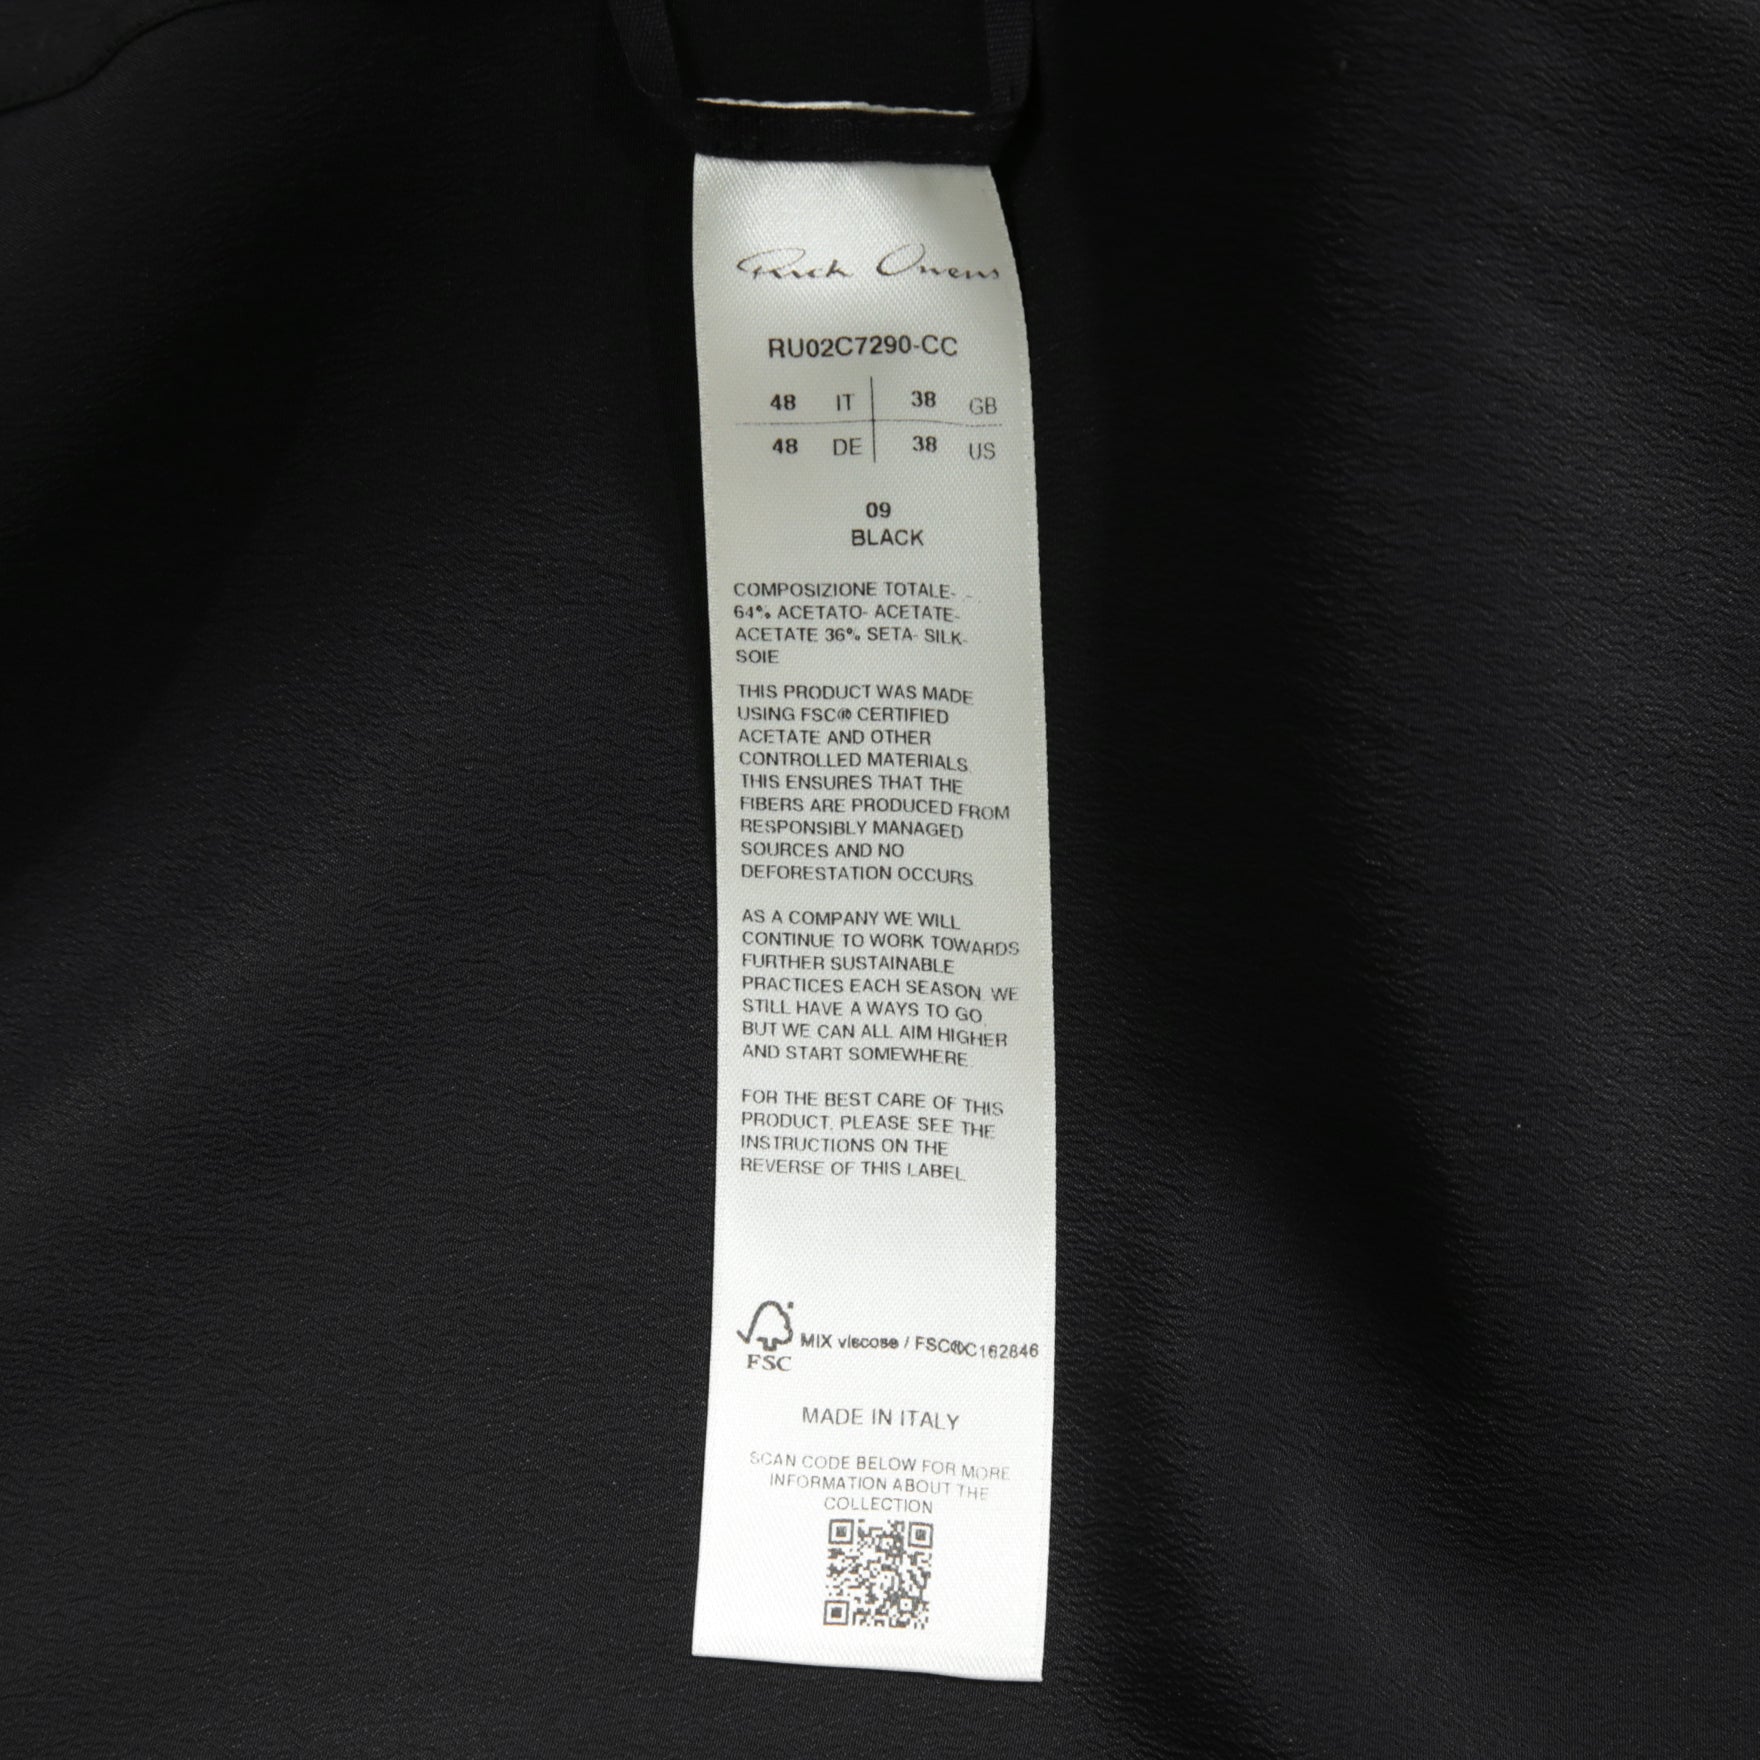 Rick Owens
RU02C7290-CC
48 IT 38 GB
48 DE 38 US
09
BLACK
COMPOSIZIONE TOTALE- -
64% ACETATO- ACETATE-
ACETATE 36% SETA- SILK-
SOIE
THIS PRODUCT WAS MADE
USING FSC® CERTIFIED
ACETATE AND OTHER
CONTROLLED MATERIALS.
THIS ENSURES THAT THE
FIBERS ARE PRODUCED FROM
RESPONSIBLY MANAGED
SOURCES AND NO
DEFORESTATION OCCURS.
AS A COMPANY WE WILL
CONTINUE TO WORK TOWARDS
FURTHER SUSTAINABLE
PRACTICES EACH SEASON. WE
STILL HAVE A WAYS TO GO,
BUT WE CAN ALL AIM HIGHER
AND START SOMEWHERE.
FOR THE BEST CARE OF THIS
PRODUCT, PLEASE SEE THE
INSTRUCTIONS ON THE
REVERSE OF THIS LABEL.
FSC MIX viscose / FSC®C162846
MADE IN ITALY
SCAN CODE BELOW FOR MORE
INFORMATION ABOUT THE
COLLECTION